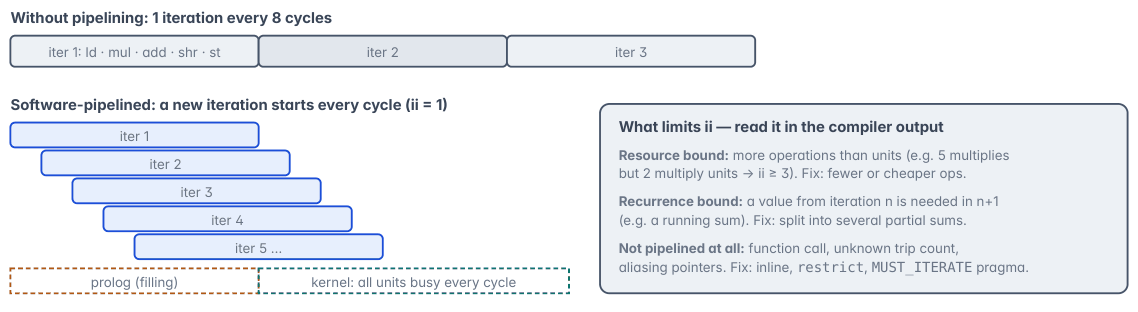 Without pipelining: 1 iteration every 8 cycles
iter 1: ld · mul · add · shr · st
iter 2
iter 3
Software-pipelined: a new iteration starts every cycle (ii = 1)
iter 1
iter 2
iter 3
iter 4
iter 5 ...
prolog (filling)
kernel: all units busy every cycle
What limits ii — read it in the compiler output
Resource bound: more operations than units (e.g. 5 multiplies
but 2 multiply units → ii ≥ 3). Fix: fewer or cheaper ops.
Recurrence bound: a value from iteration n is needed in n+1
(e.g. a running sum). Fix: split into several partial sums.
Not pipelined at all: function call, unknown trip count,
aliasing pointers. Fix: inline, restrict, MUST_ITERATE pragma.